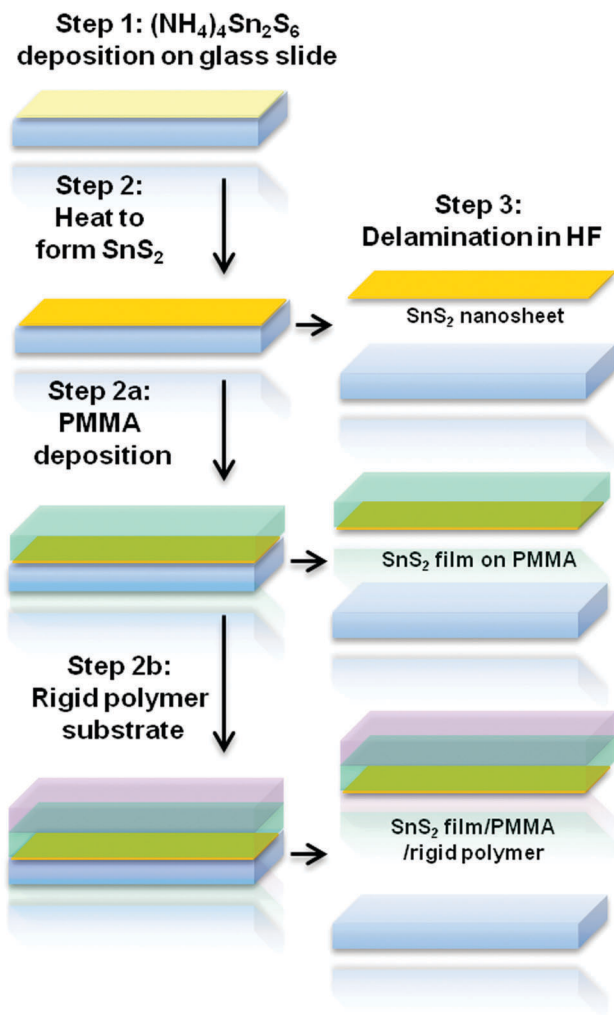 Step 1: (NH₄)₄Sn₂S₆
deposition on glass slide
Step 2:
Heat to
form SnS₂
Step 3:
Delamination in HF
SnS₂ nanosheet
Step 2a:
PMMA
deposition
SnS₂ film on PMMA
Step 2b:
Rigid polymer
substrate
SnS₂ film/PMMA
/rigid polymer